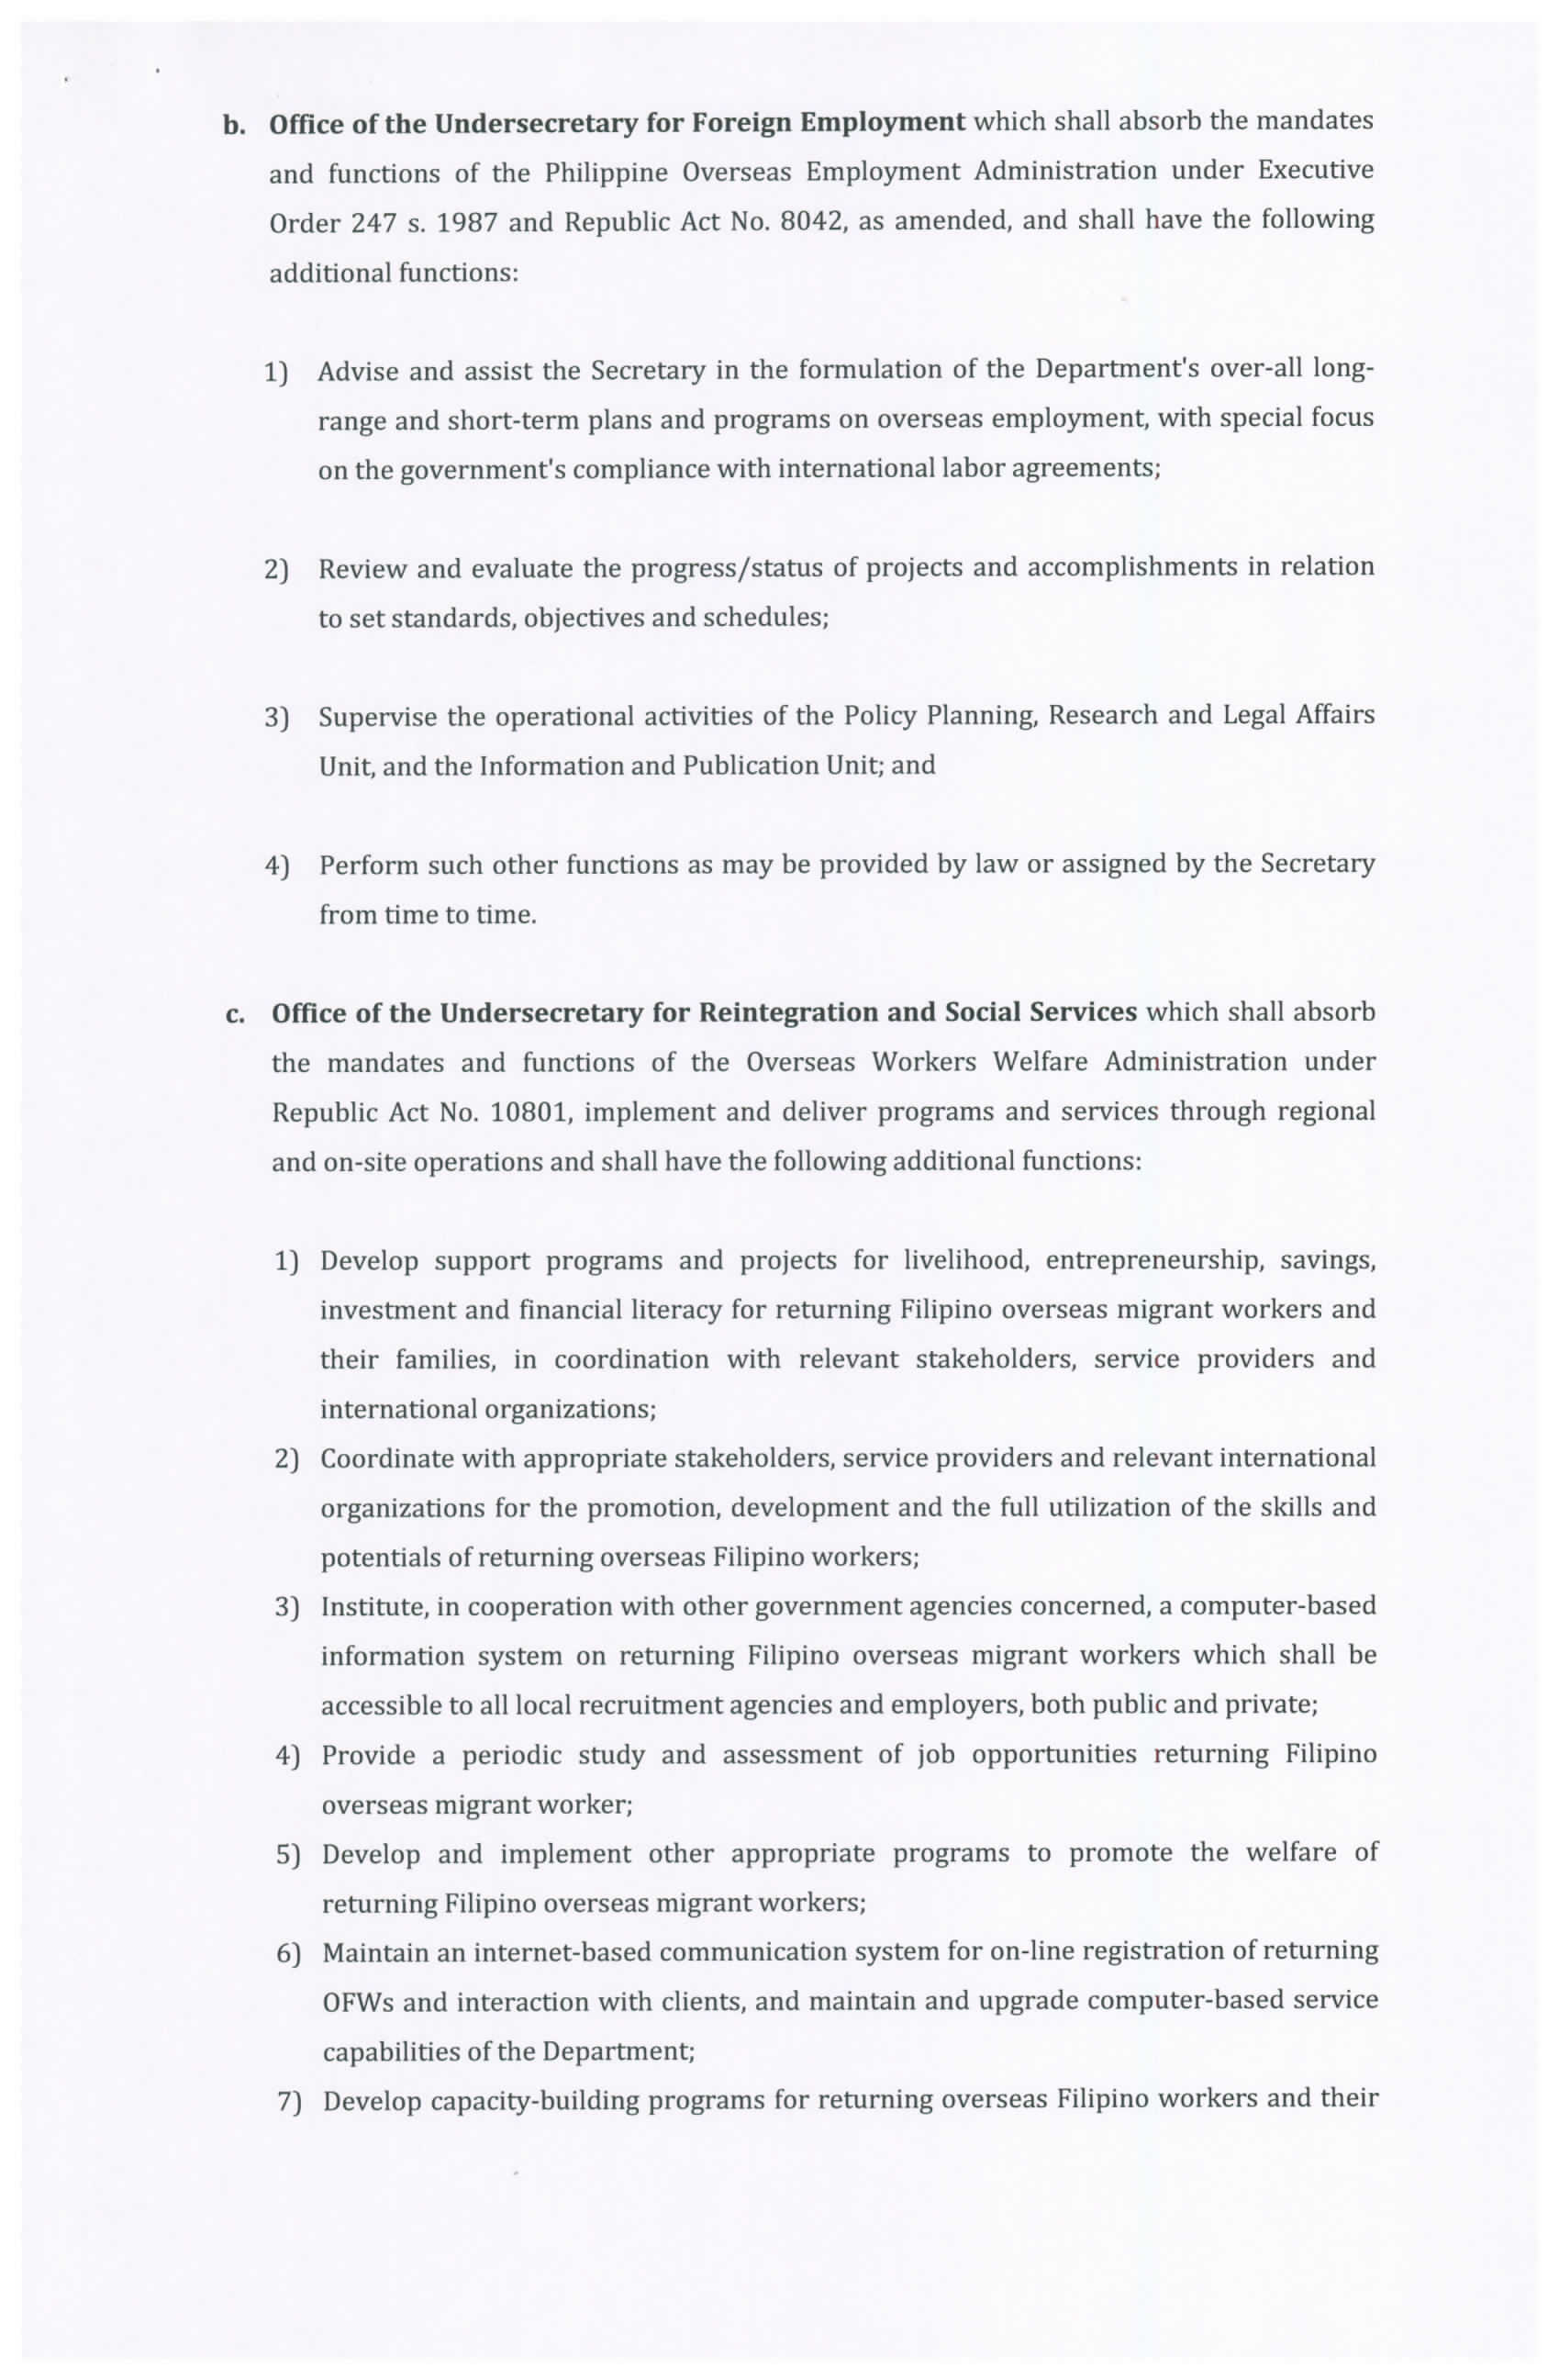 b. Office of the Undersecretary for Foreign Employment which shall absorb the mandates
and functions of the Philippine Overseas Employment Administration under Executive
Order 247 s. 1987 and Republic Act No. 8042, as amended, and shall have the following
additional functions:
1) Advise and assist the Secretary in the formulation of the Department's over-all long-
range and short-term plans and programs on overseas employment, with special focus
on the government's compliance with international labor agreements;
2) Review and evaluate the progress/status of projects and accomplishments in relation
to set standards, objectives and schedules;
3) Supervise the operational activities of the Policy Planning, Research and Legal Affairs
Unit, and the Information and Publication Unit; and
4) Perform such other functions as may be provided by law or assigned by the Secretary
from time to time.
c. Office of the Undersecretary for Reintegration and Social Services which shall absorb
the mandates and functions of the Overseas Workers Welfare Administration under
Republic Act No. 10801, implement and deliver programs and services through regional
and on-site operations and shall have the following additional functions:
1) Develop support programs and projects for livelihood, entrepreneurship, savings,
investment and financial literacy for returning Filipino overseas migrant workers and
their families, in coordination with relevant stakeholders, service providers and
international organizations;
2) Coordinate with appropriate stakeholders, service providers and relevant international
organizations for the promotion, development and the full utilization of the skills and
potentials of returning overseas Filipino workers;
3) Institute, in cooperation with other government agencies concerned, a computer-based
information system on returning Filipino overseas migrant workers which shall be
accessible to all local recruitment agencies and employers, both public and private;
4) Provide a periodic study and assessment of job opportunities returning Filipino
overseas migrant worker;
5) Develop and implement other appropriate programs to promote the welfare of
returning Filipino overseas migrant workers;
6) Maintain an internet-based communication system for on-line registration of returning
OFWs and interaction with clients, and maintain and upgrade computer-based service
capabilities of the Department;
7) Develop capacity-building programs for returning overseas Filipino workers and their